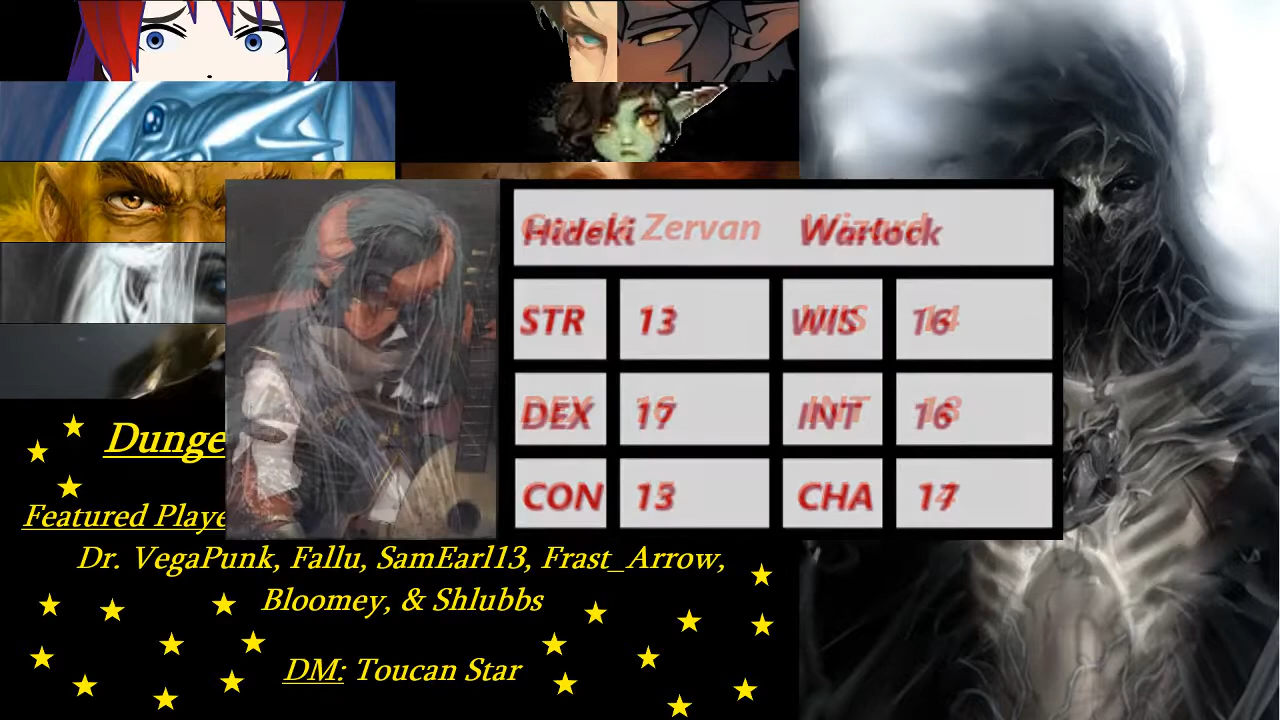 Hideki Zervan Warlock
STR 13 WIS 16
DEX 17 INT 16
CON 13 CHA 17
Dunge
Featured Playe
Dr. VegaPunk, Fallu, SamEarl13, Frast_Arrow,
Bloomey, & Shlubbs
DM: Toucan Star